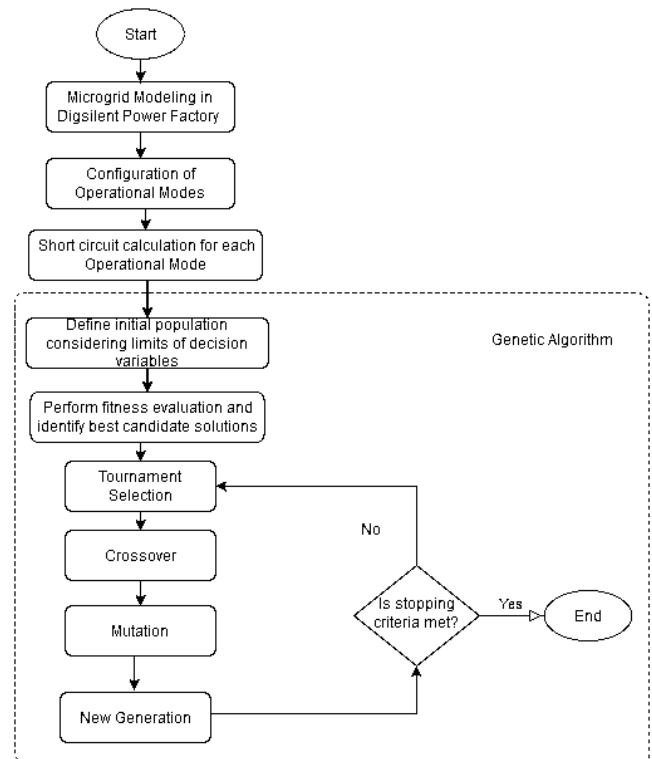 Start
Microgrid Modeling in
Digsilent Power Factory
Configuration of
Operational Modes
Short circuit calculation for each
Operational Mode
Define initial population
considering limits of decision
variables
Genetic Algorithm
Perform fitness evaluation and
identify best candidate solutions
Tournament
Selection
Crossover
Mutation
New Generation
No
Is stopping
criteria met?
Yes
End